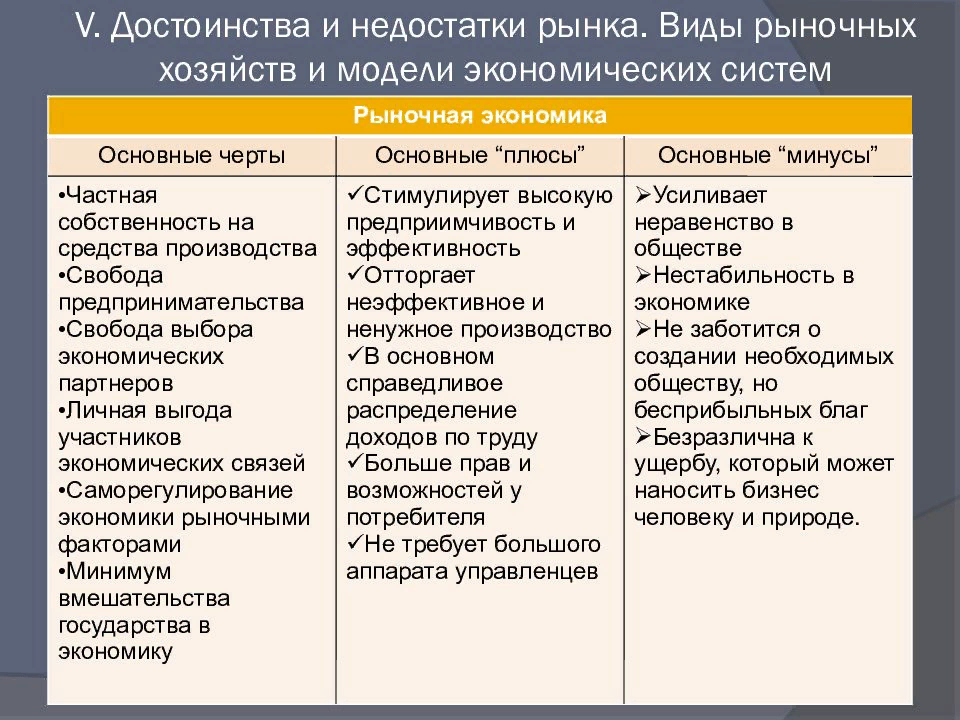 V. Достоинства и недостатки рынка. Виды рыночных
хозяйств и модели экономических систем
Рыночная экономика
Основные черты
Основные “плюсы”
Основные “минусы”
•Частная
собственность на
средства производства
•Свобода
предпринимательства
•Свобода выбора
экономических
партнеров
•Личная выгода
участников
экономических связей
•Саморегулирование
экономики рыночными
факторами
•Минимум
вмешательства
государства в
экономику
✓Стимулирует высокую
предприимчивость и
эффективность
✓Отторгает
неэффективное и
ненужное производство
✓В основном
справедливое
распределение
доходов по труду
✓Больше прав и
возможностей у
потребителя
✓Не требует большого
аппарата управленцев
➢Усиливает
неравенство в
обществе
➢Нестабильность в
экономике
➢Не заботится о
создании необходимых
обществу, но
бесприбыльных благ
➢Безразлична к
ущербу, который может
наносить бизнес
человеку и природе.